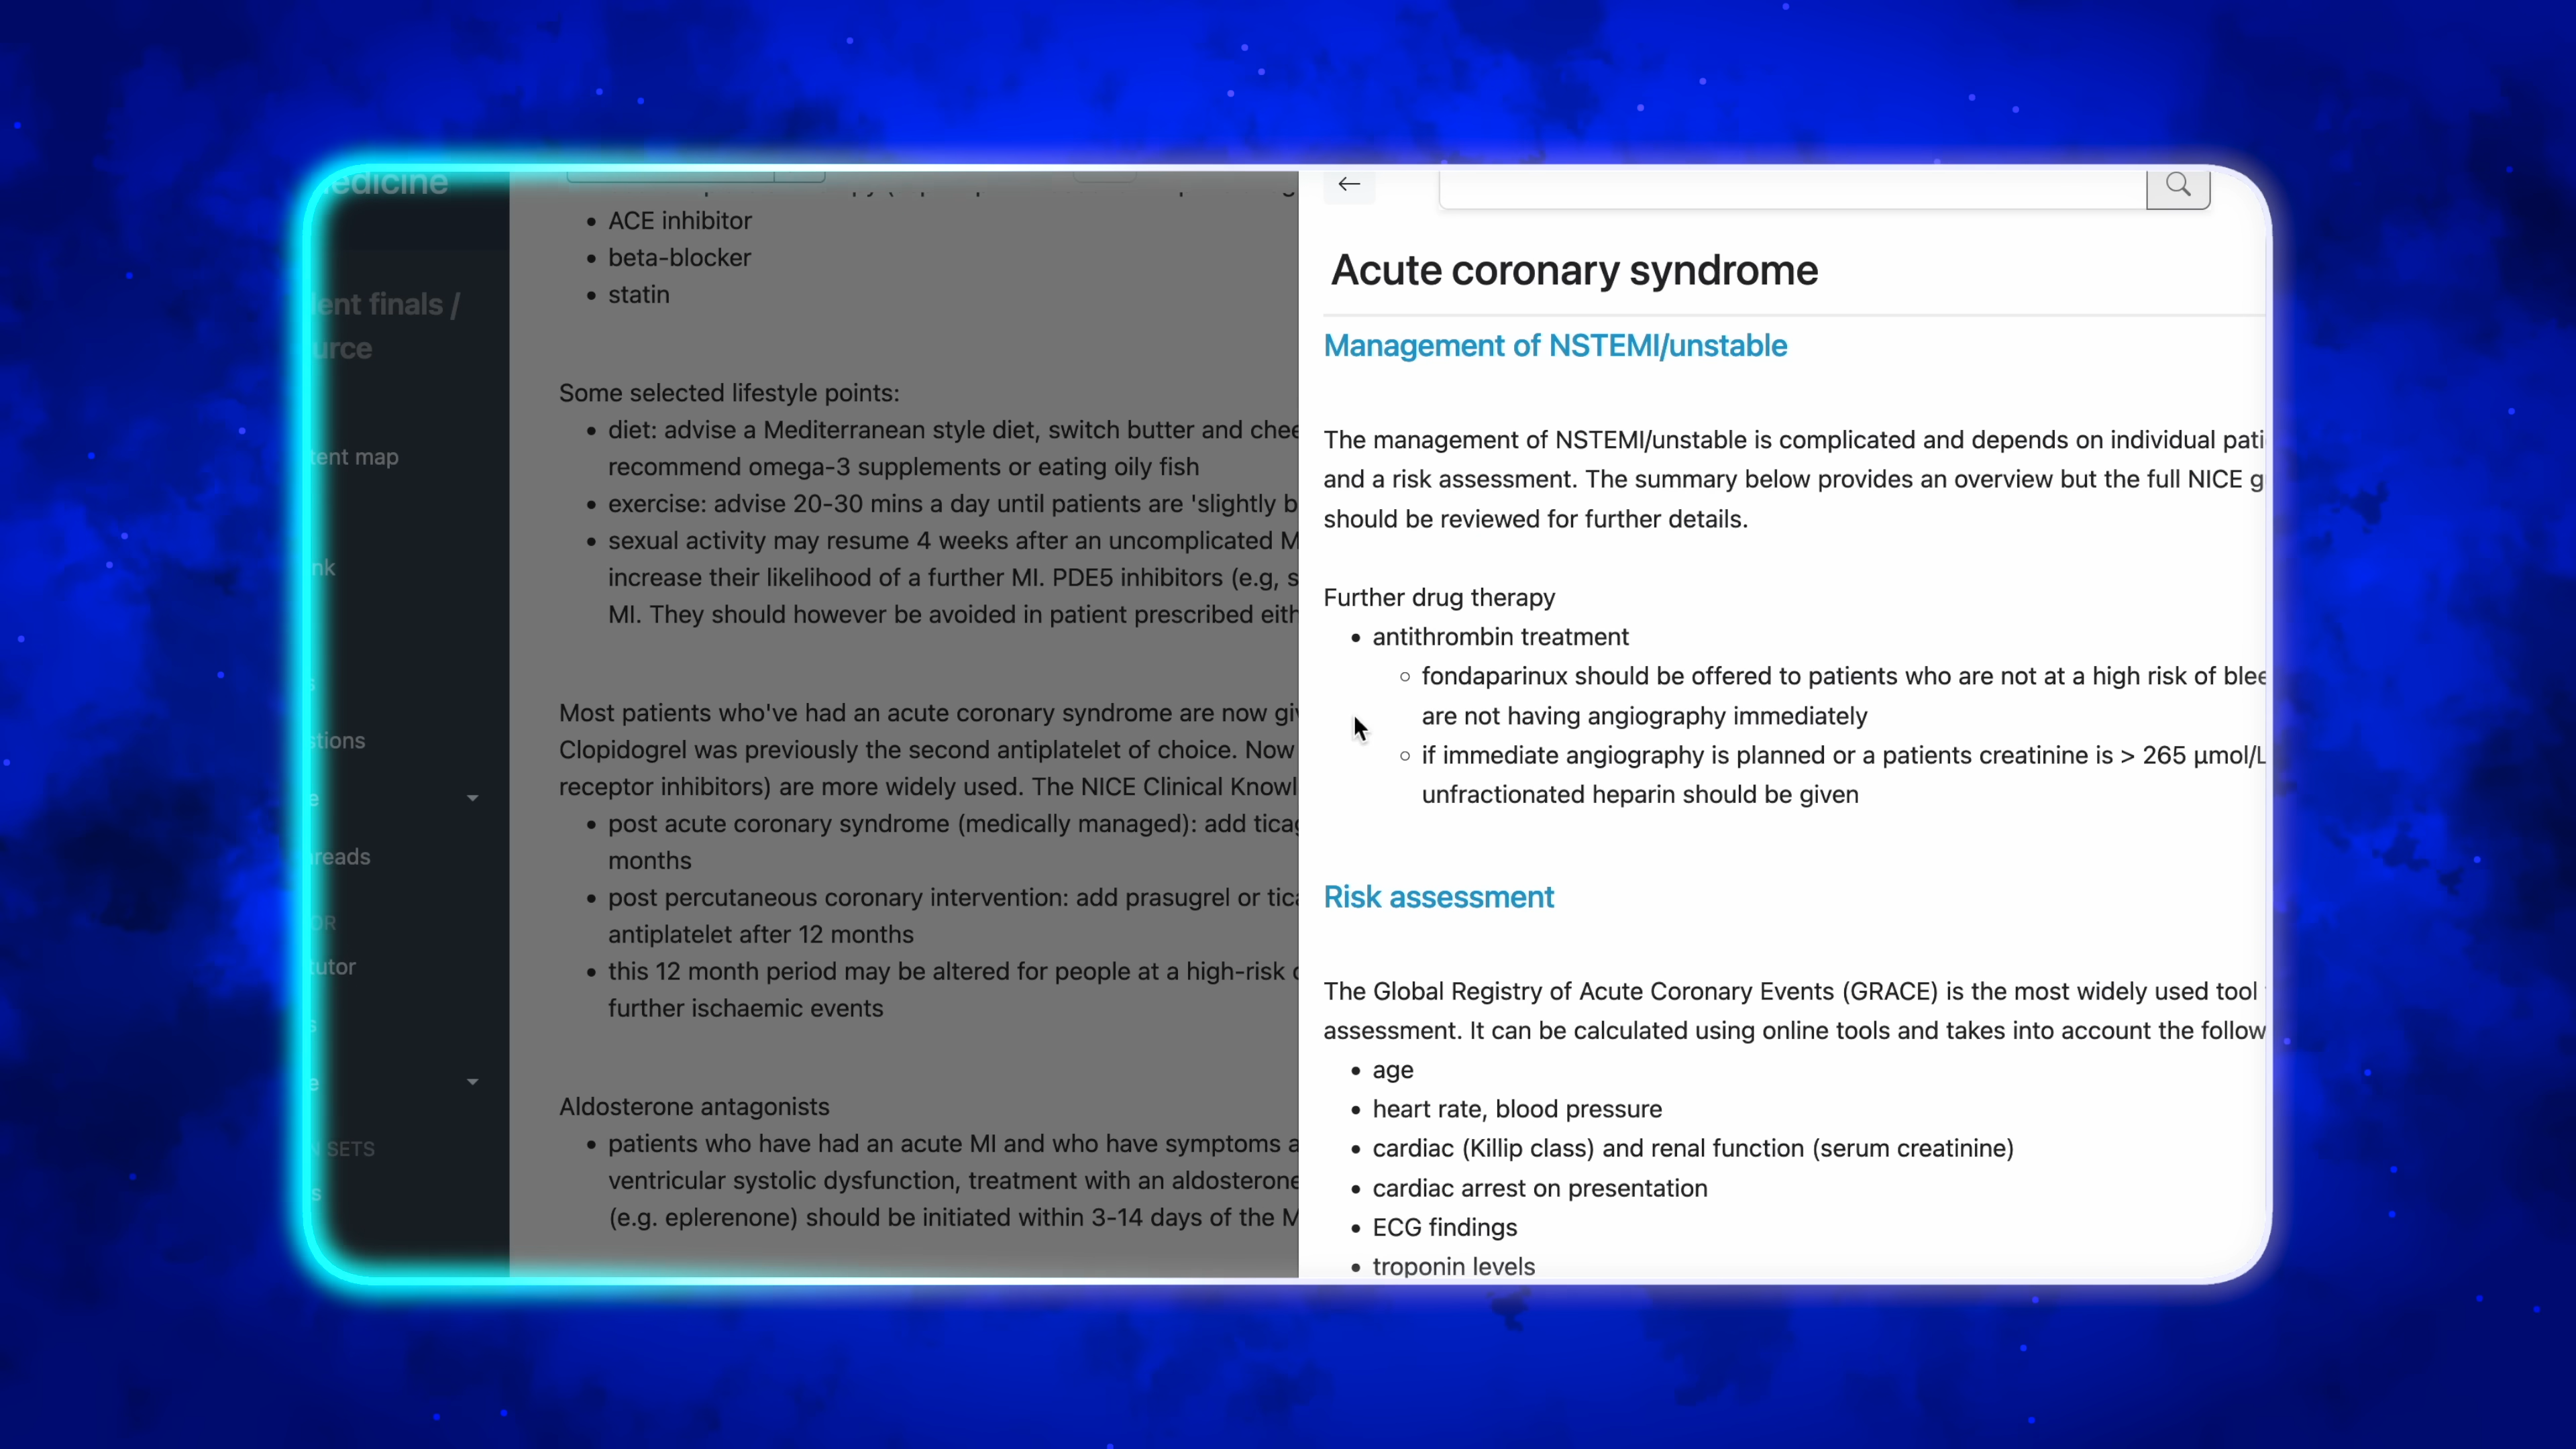 finals /
map
ACE inhibitor
beta-blocker
statin
Some selected lifestyle points:
diet: advise a Mediterranean style diet, switch butter and
recommend omega-3 supplements or eating oily fish
exercise: advise 20-30 mins a day until patients are 'slightly
sexual activity may resume 4 weeks after an uncomplicated
increase their likelihood of a further MI. PDE5 inhibitors (e.g,
MI. They should however be avoided in patient prescribed
Most patients who've had an acute coronary syndrome are now
Clopidogrel was previously the second antiplatelet of choice. Now
receptor inhibitors) are more widely used. The NICE Clinical
post acute coronary syndrome (medically managed): add
months
post percutaneous coronary intervention: add prasugrel or
antiplatelet after 12 months
this 12 month period may be altered for people at a high-risk
further ischaemic events
Aldosterone antagonists
patients who have had an acute MI and who have symptoms
ventricular systolic dysfunction, treatment with an aldosterone
(e.g. eplerenone) should be initiated within 3-14 days of the
SETS
Acute coronary syndrome
Management of NSTEMI/unstable
The management of NSTEMI/unstable is complicated and depends on individual
and a risk assessment. The summary below provides an overview but the full NICE
should be reviewed for further details.
Further drug therapy
antithrombin treatment
fondaparinux should be offered to patients who are not at a high risk of
are not having angiography immediately
if immediate angiography is planned or a patients creatinine is > 265 µmol/L
unfractionated heparin should be given
Risk assessment
The Global Registry of Acute Coronary Events (GRACE) is the most widely used tool
assessment. It can be calculated using online tools and takes into account the
age
heart rate, blood pressure
cardiac (Killip class) and renal function (serum creatinine)
cardiac arrest on presentation
ECG findings
troponin levels